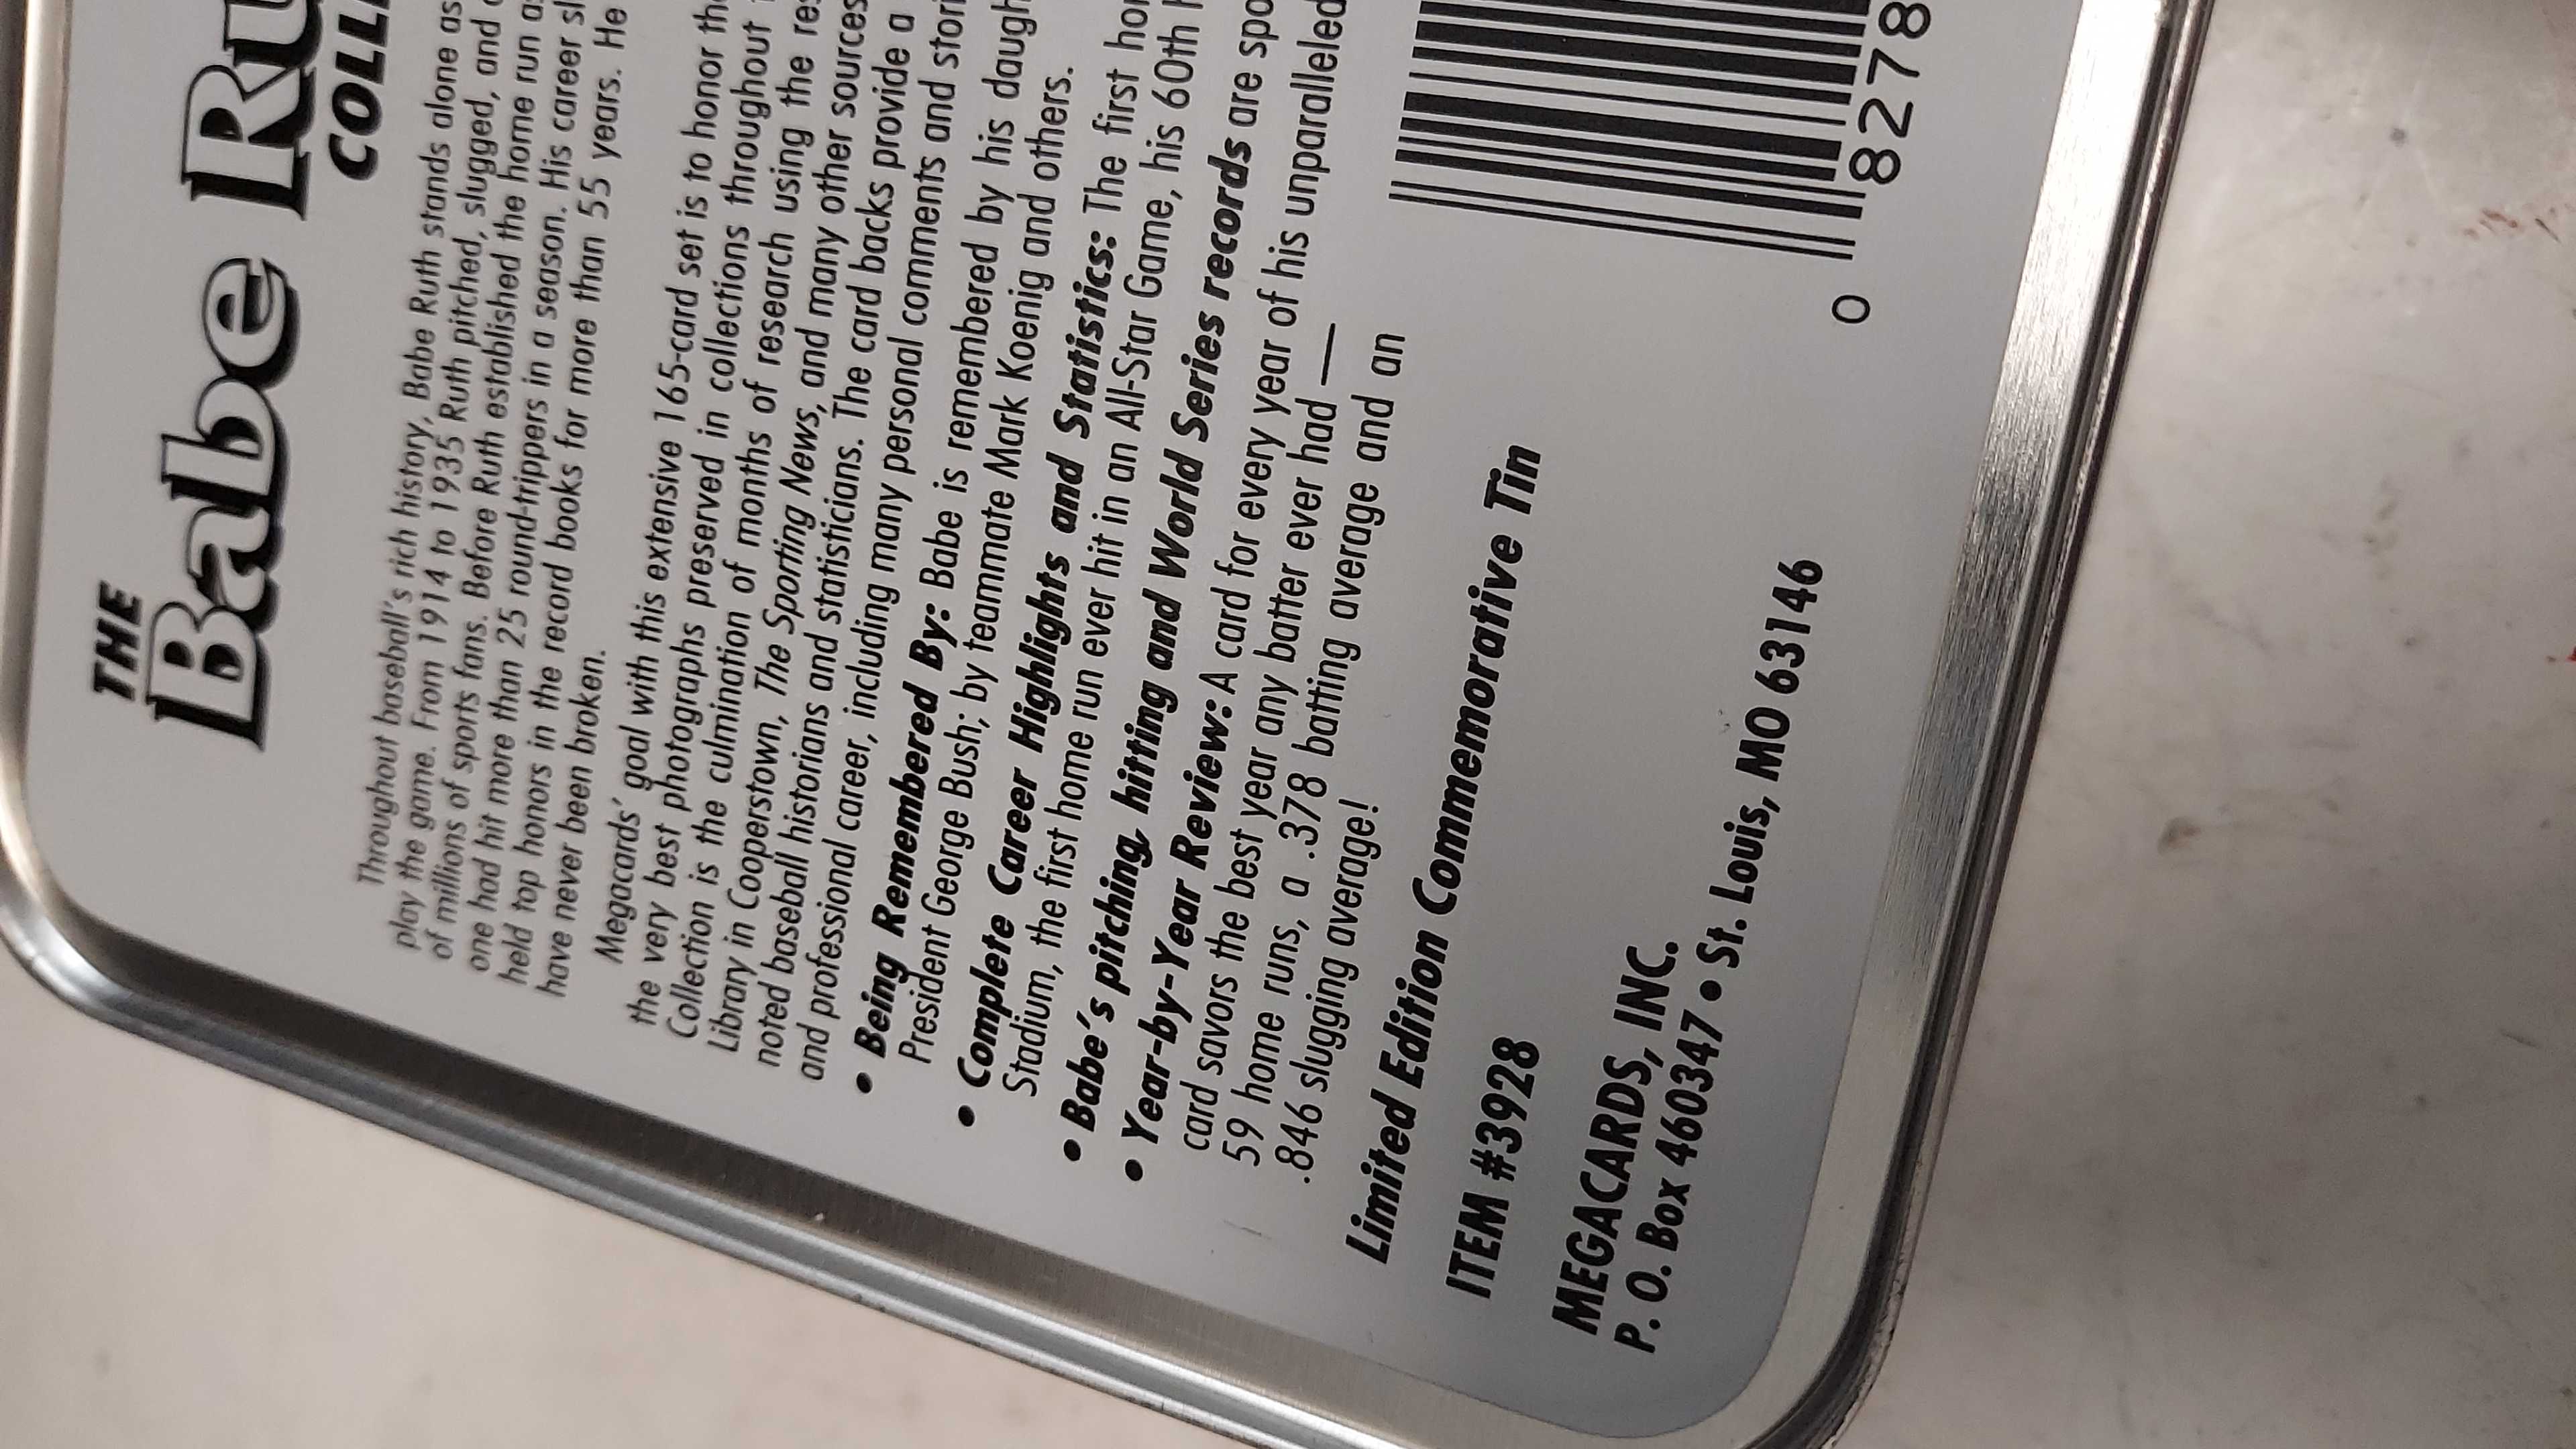 THE
Babe Ru
COLL
Throughout baseball's rich history, Babe Ruth stands alone as
play the game. From 1914 to 1935 Ruth pitched, slugged, and
of millions of sports fans. Before Ruth established the home run a
one had hit more than 25 round-trippers in a season. His career sl
held top honors in the record books for more than 55 years. He
have never been broken.
Megacards' goal with this extensive 165-card set is to honor th
the very best photographs preserved in collections throughout
Collection is the culmination of months of research using the re
Library in Cooperstown, The Sporting News, and many other sources
noted baseball historians and statisticians. The card backs provide a
and professional career, including many personal comments and stori
• Being Remembered By: Babe is remembered by his daugh
President George Bush; by teammate Mark Koenig and others.
• Complete Career Highlights and Statistics: The first ho
Stadium, the first home run ever hit in an All-Star Game, his 60th
• Babe's pitching, hitting and World Series records are spo
• Year-by-Year Review: A card for every year of his unparalleled
card savors the best year any batter ever had —
59 home runs, a .378 batting average and an
.846 slugging average!
Limited Edition Commemorative Tin
ITEM #3928
MEGACARDS, INC.
P. O. Box 460347 • St. Louis, MO 63146
0 8278